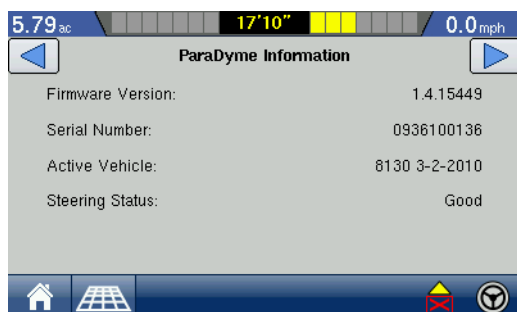 5.79 ac 17'10" 0.0 mph
ParaDyme Information
Firmware Version: 1.4.15449
Serial Number: 0936100136
Active Vehicle: 8130 3-2-2010
Steering Status: Good